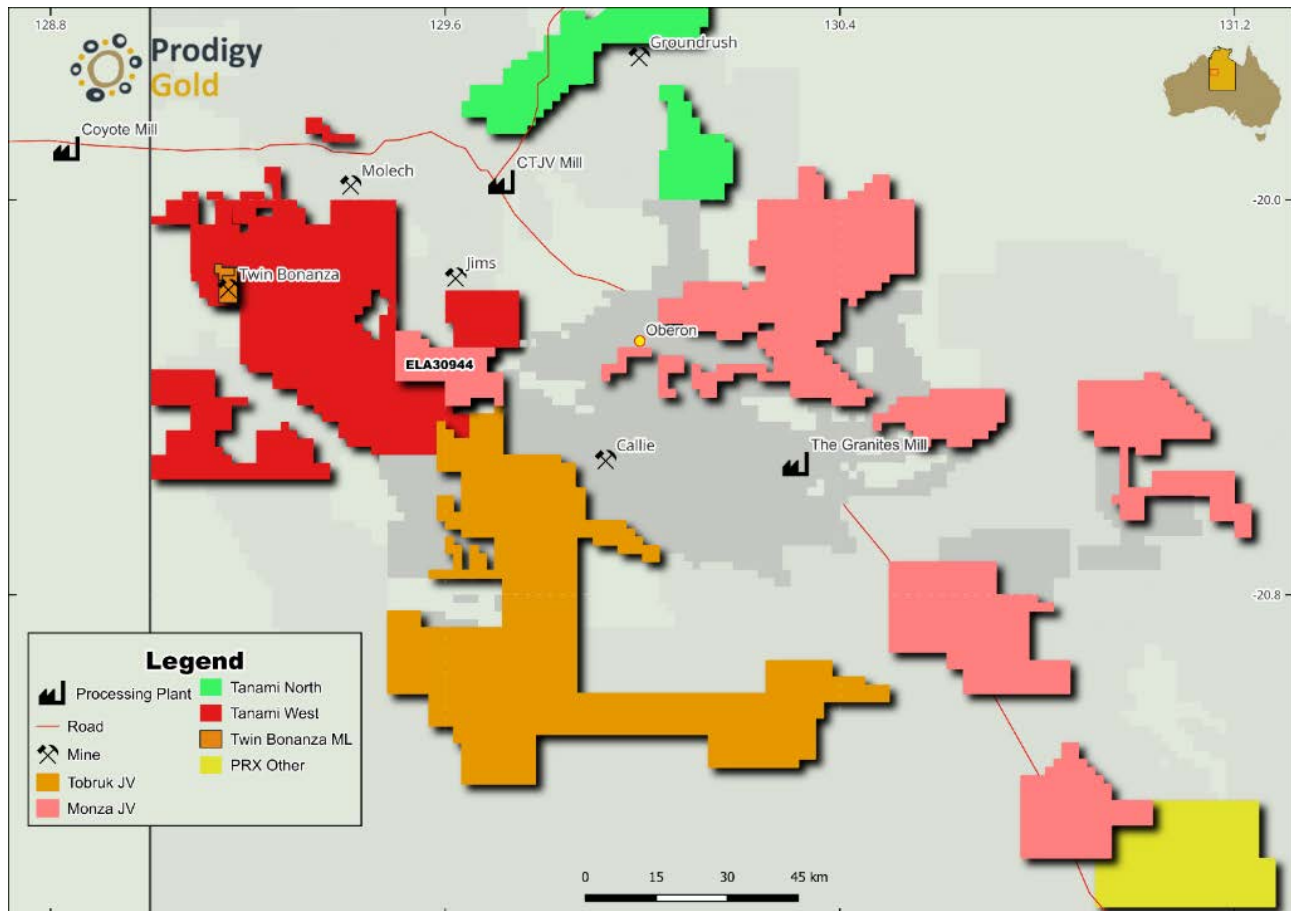 128.8
129.6
130.4
131.2
Prodigy
Gold
Groundrush
Coyote Mill
Molech
CTJV Mill
-20.0
Twin Bonanza
Jims
Oberon
ELA30944
Callie
The Granites Mill
-20.8
Legend
Processing Plant
Road
Mine
Tobruk JV
Monza JV
Tanami North
Tanami West
Twin Bonanza ML
PRX Other
0 15 30 45 km